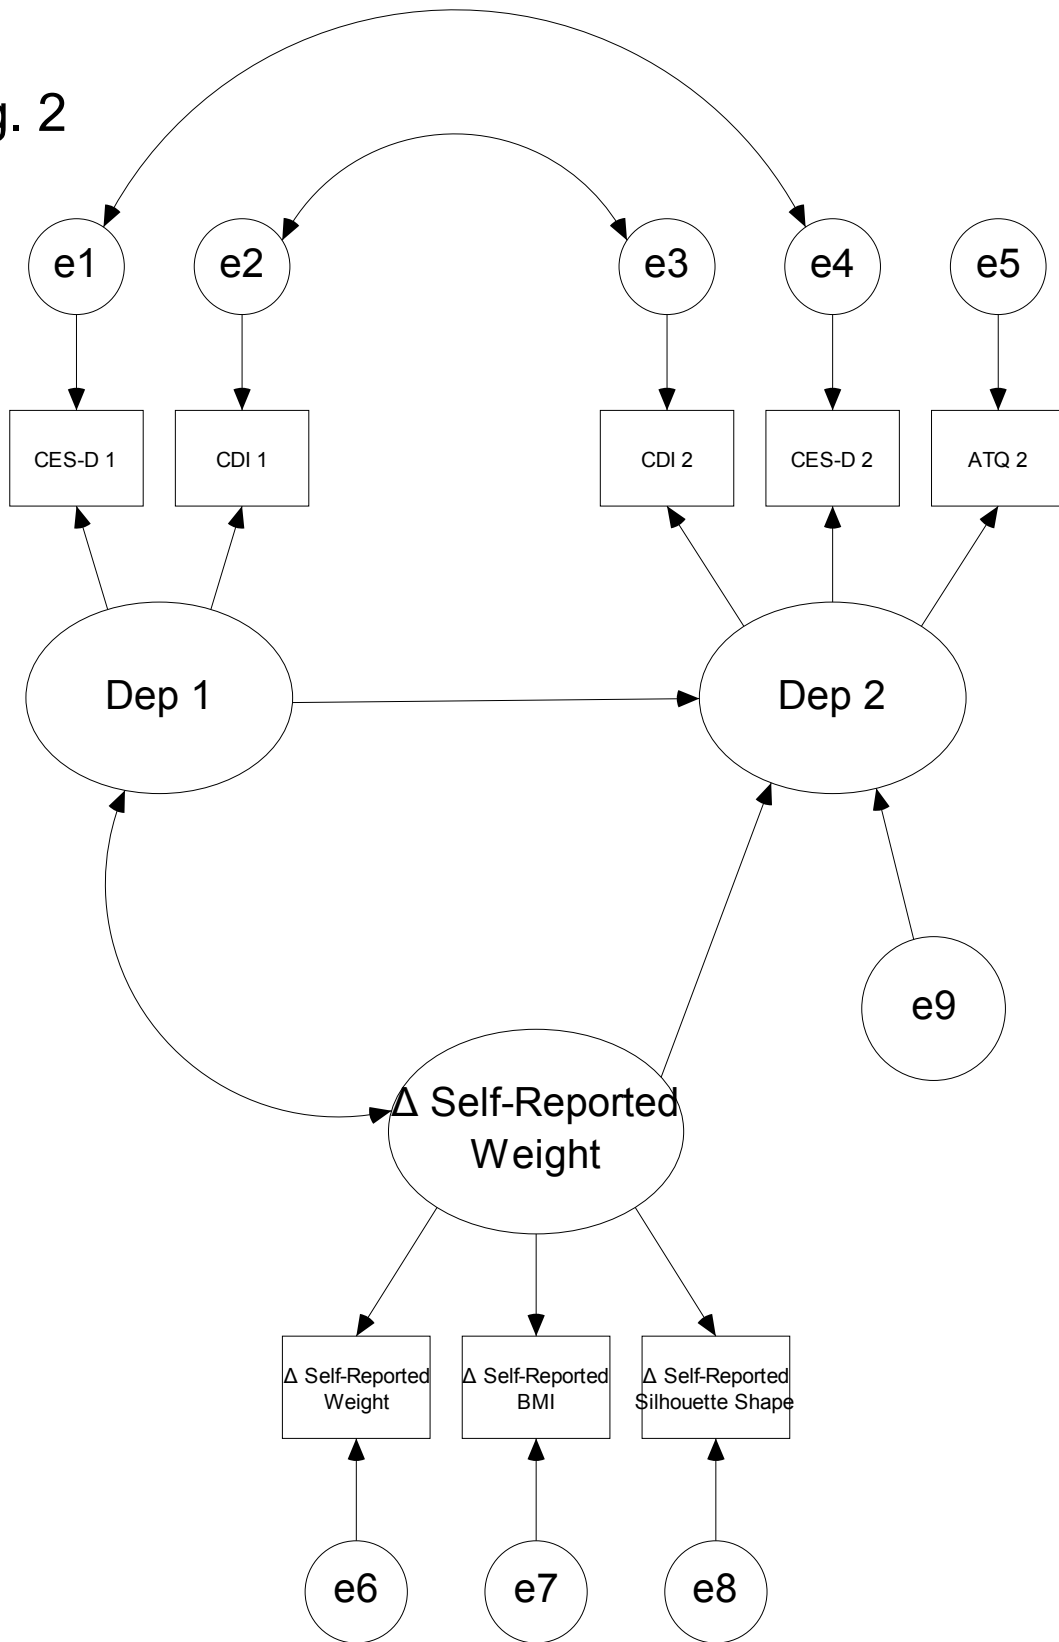 g. 2
e1 e2 e3 e4 e5
CES-D 1 CDI 1 CDI 2 CES-D 2 ATQ 2
Dep 1 Dep 2
e9
Δ Self-Reported
Weight
Δ Self-Reported Δ Self-Reported Δ Self-Reported
Weight BMI Silhouette Shape
e6 e7 e8